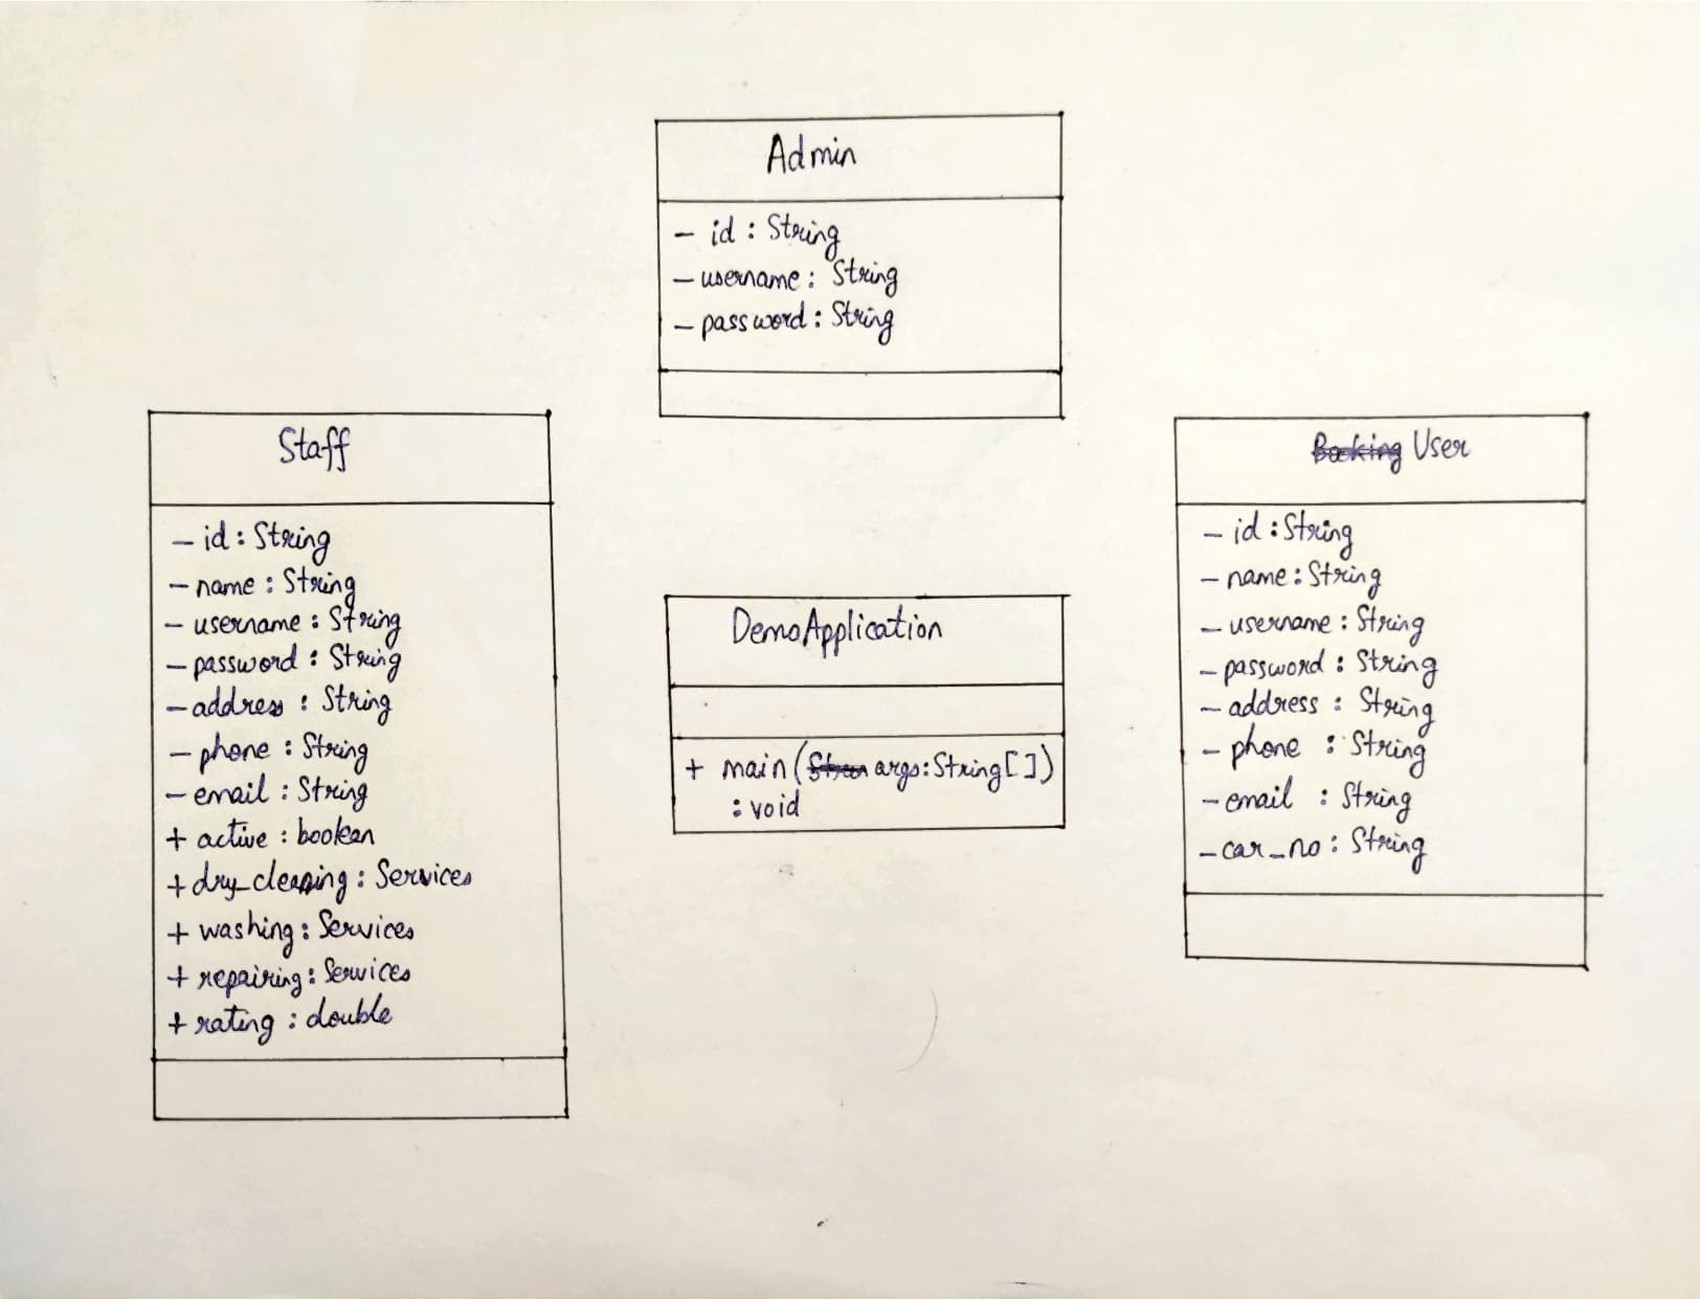 Admin
- id : String
- username : String
- password : String
Staff
- id : String
- name : String
- username : String
- password : String
- address : String
- phone : String
- email : String
+ active : boolean
+ dry_cleaning : Services
+ washing : Services
+ repairing : Services
+ rating : double
DemoApplication
+ main( args : String[ ])
: void
Booking User
- id : String
- name : String
- username : String
- password : String
- address : String
- phone : String
- email : String
- car_no : String